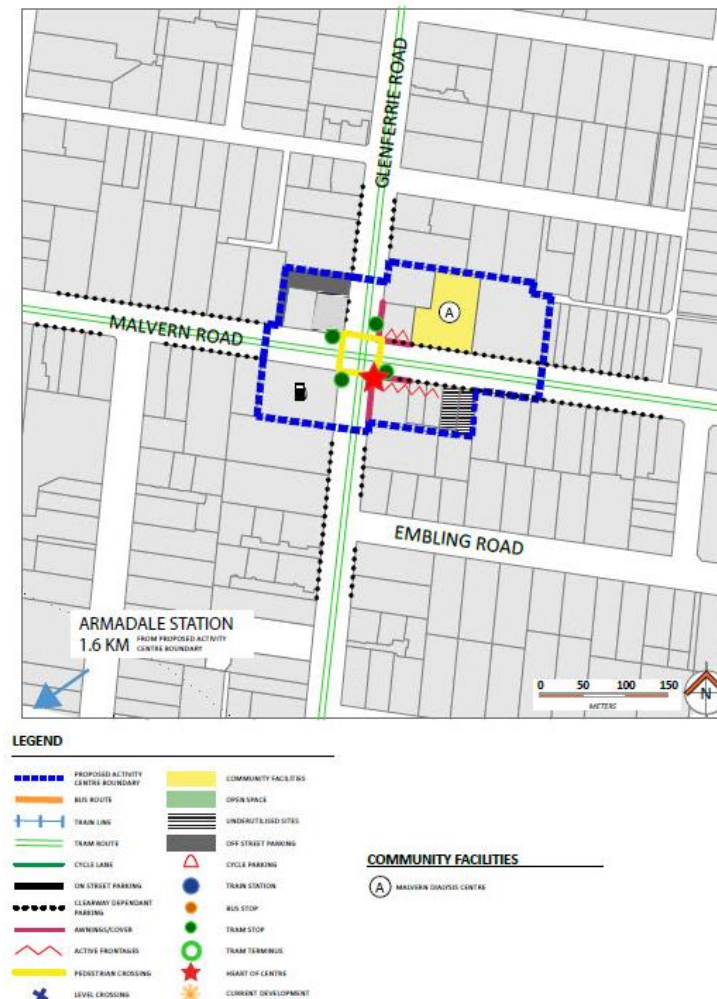 GLENFERRIE ROAD
A
MALVERN ROAD
EMBLING ROAD
ARMADALE STATION
1.6 KM FROM PROPOSED ACTIVITY
CENTRE BOUNDARY
0 50 100 150
METERS
N
LEGEND
PROPOSED ACTIVITY
CENTRE BOUNDARY
BUS ROUTE
TRAIN LINE
TRAM ROUTE
CYCLE LANE
ON STREET PARKING
CLEARWAY DEPENDANT
PARKING
AWNINGS/COVER
ACTIVE FRONTAGES
PEDESTRIAN CROSSING
LEVEL CROSSING
COMMUNITY FACILITIES
OPEN SPACE
UNDERUTILISED SITES
OFF STREET PARKING
CYCLE PARKING
TRAIN STATION
BUS STOP
TRAM STOP
TRAM TERMINUS
HEART OF CENTRE
CURRENT DEVELOPMENT
COMMUNITY FACILITIES
A MALVERN DIALYSIS CENTRE